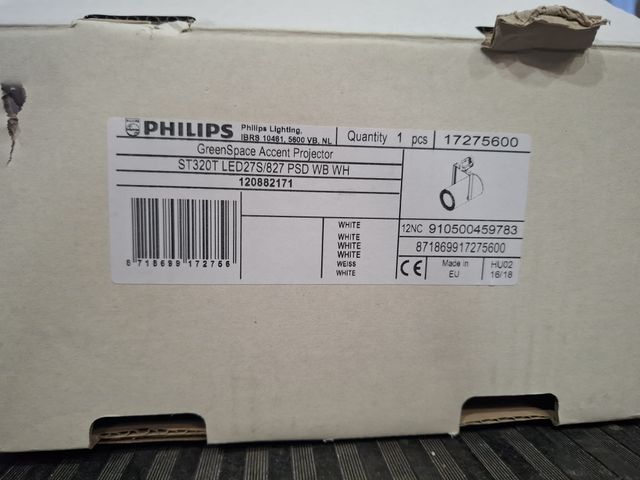 PHILIPS
Philips Lighting,
IBRS 10461, 5600 VB, NL
Quantity 1 pcs
17275600
GreenSpace Accent Projector
ST320T LED27S/827 PSD WB WH
120882171
8 718699 172756
WHITE
WHITE
WHITE
WHITE
WEISS
WHITE
12NC 910500459783
871869917275600
CE
Made in
EU
HU02
16/18